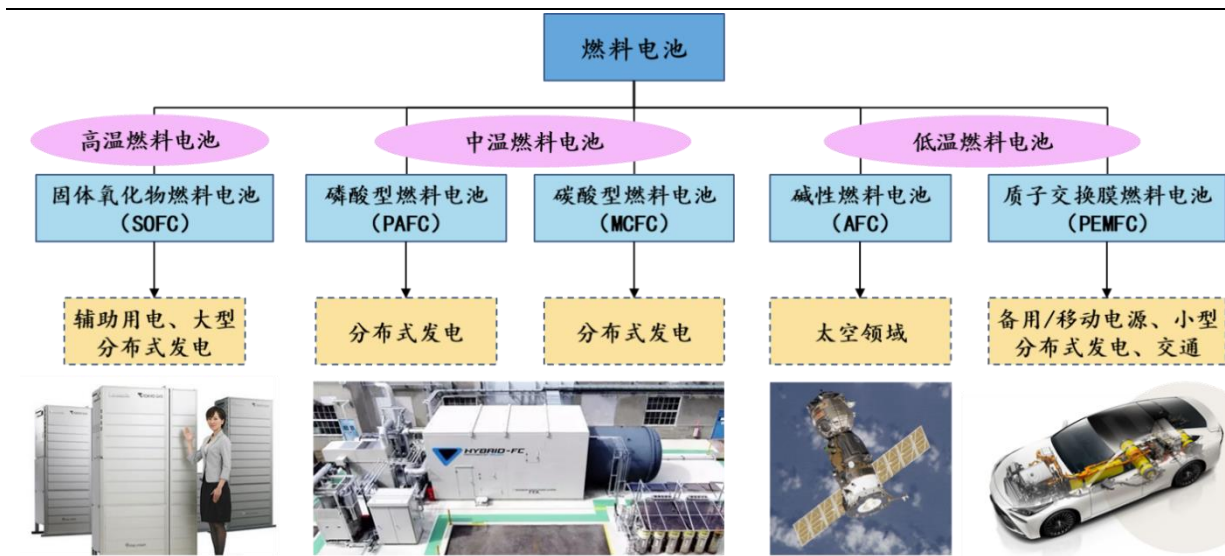 燃料电池
高温燃料电池
中温燃料电池
低温燃料电池
固体氧化物燃料电池
（SOFC）
磷酸型燃料电池
（PAFC）
碳酸型燃料电池
（MCFC）
碱性燃料电池
（AFC）
质子交换膜燃料电池
（PEMFC）
辅助用电、大型
分布式发电
分布式发电
分布式发电
太空领域
备用/移动电源、小型
分布式发电、交通
HYBRID-FC